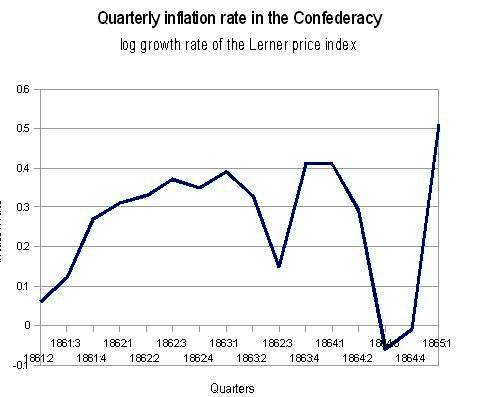 Quarterly inflation rate in the Confederacy
log growth rate of the Lerner price index
0.6
0.5
0.4
0.3
0.2
0.1
0
-0.1
18613 18621 18623 18631 18623 18641 18651
18612 18614 18622 18624 18632 18634 18642 18644
Quarters